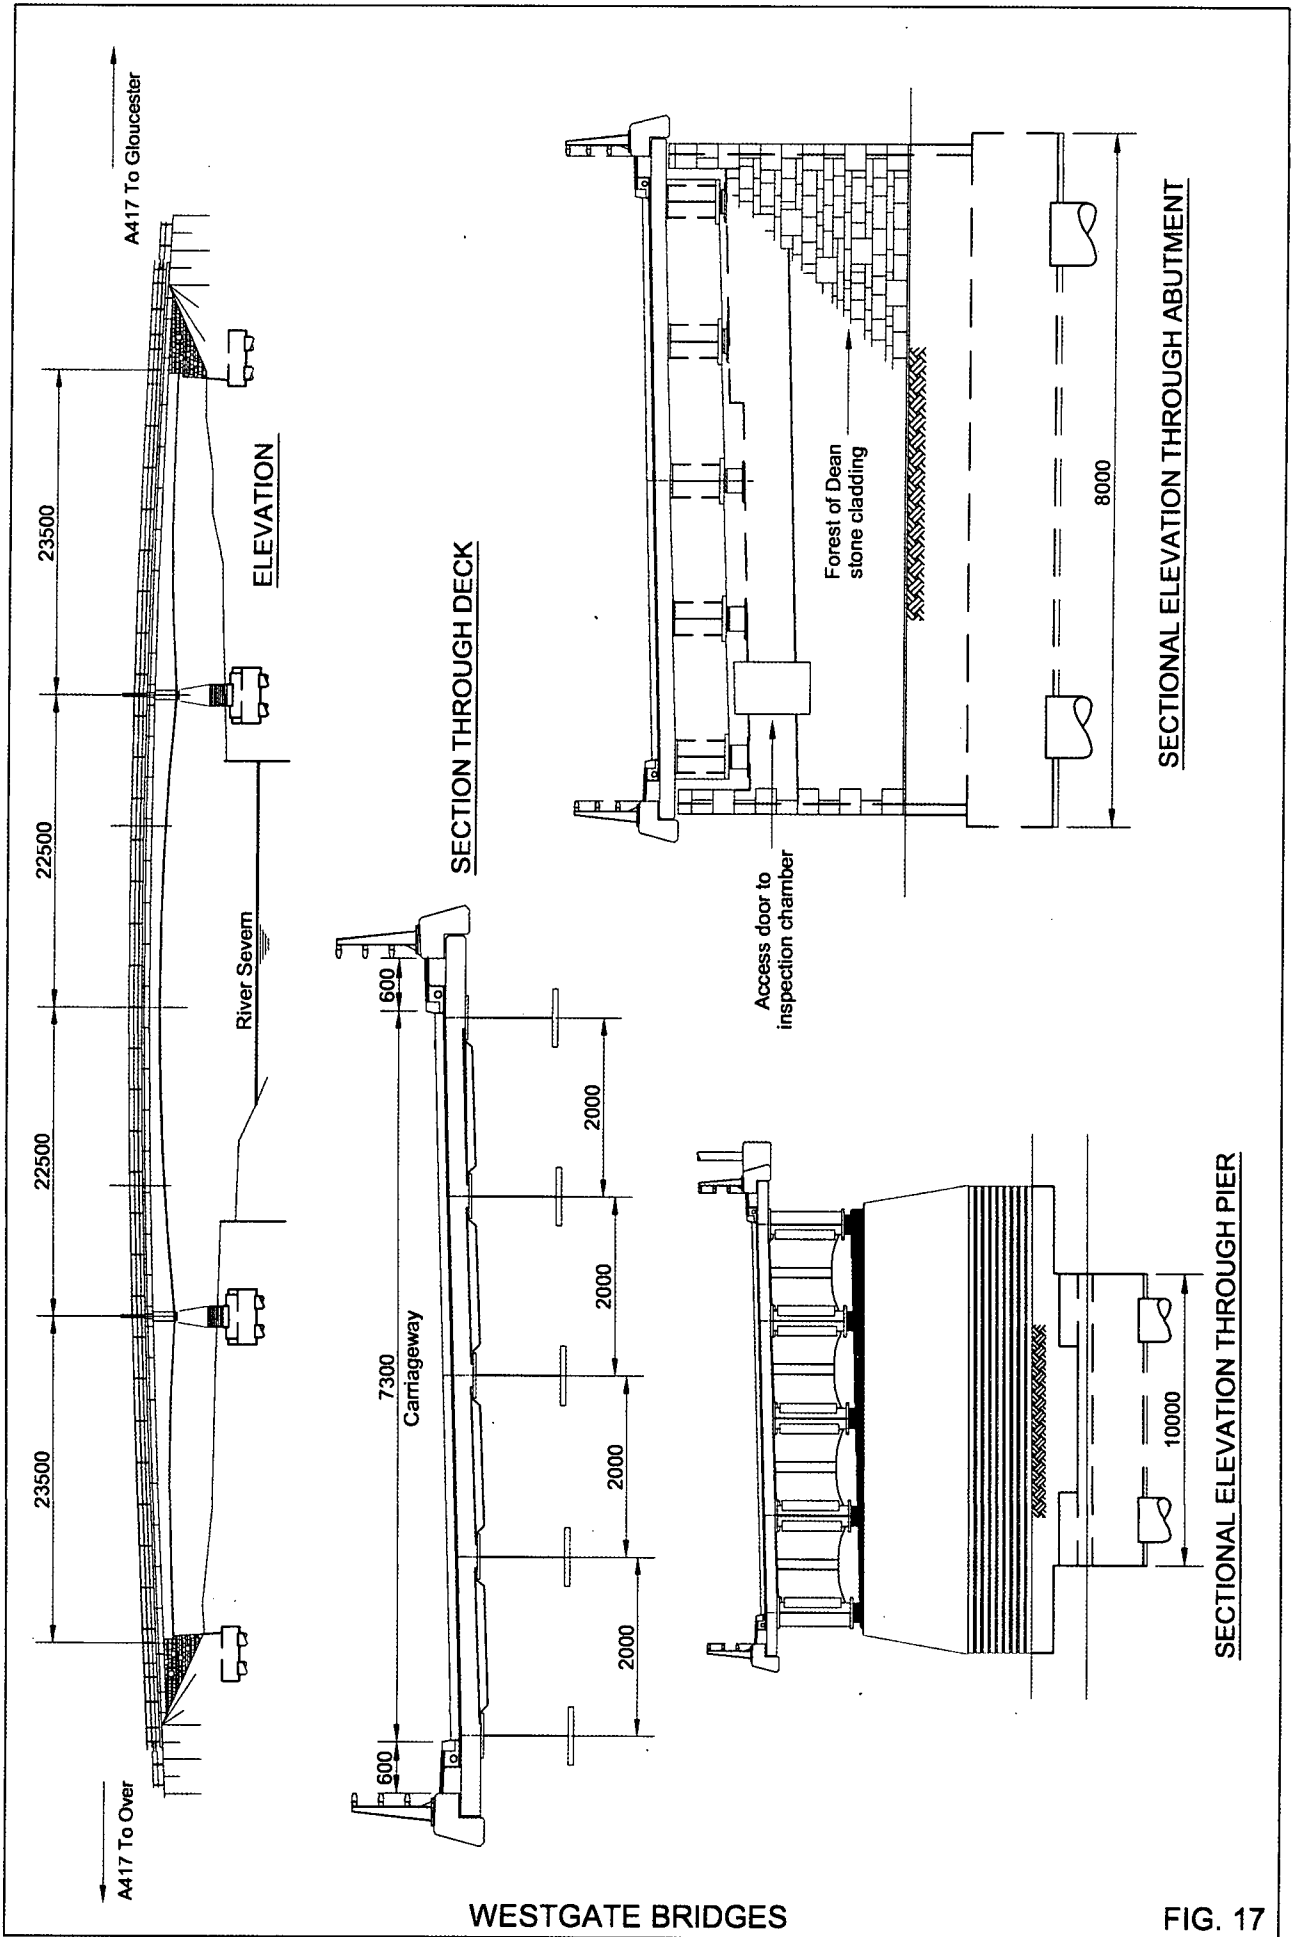 A417 To Over
A417 To Gloucester
23500
22500
22500
23500
River Severn
ELEVATION
600
7300
Carriageway
600
2000
2000
2000
2000
SECTION THROUGH DECK
10000
SECTIONAL ELEVATION THROUGH PIER
Access door to
inspection chamber
Forest of Dean
stone cladding
8000
SECTIONAL ELEVATION THROUGH ABUTMENT
WESTGATE BRIDGES
FIG. 17